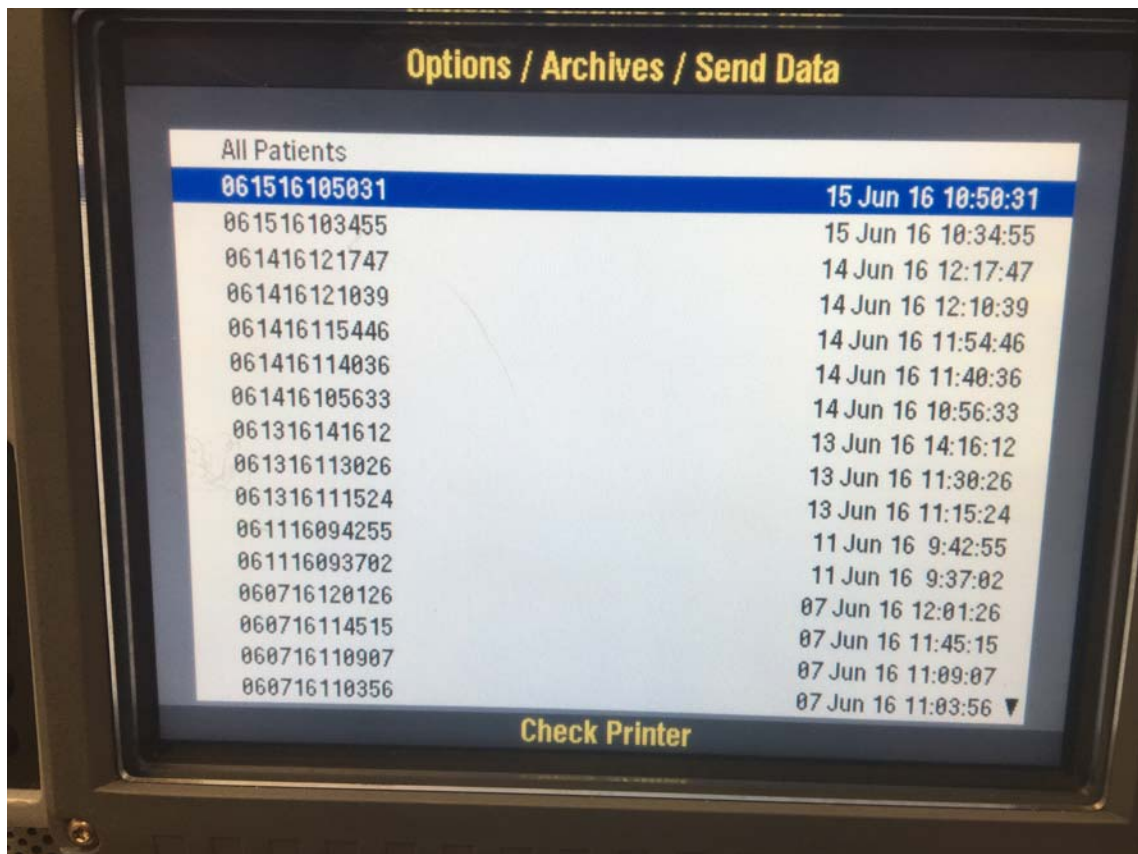 Options / Archives / Send Data
All Patients
061516105031 15 Jun 16 10:50:31
061516103455 15 Jun 16 10:34:55
061416121747 14 Jun 16 12:17:47
061416121039 14 Jun 16 12:10:39
061416115446 14 Jun 16 11:54:46
061416114036 14 Jun 16 11:40:36
061416105633 14 Jun 16 10:56:33
061316141612 13 Jun 16 14:16:12
061316113026 13 Jun 16 11:30:26
061316111524 13 Jun 16 11:15:24
061116094255 11 Jun 16 9:42:55
061116093702 11 Jun 16 9:37:02
060716120126 07 Jun 16 12:01:26
060716114515 07 Jun 16 11:45:15
060716110907 07 Jun 16 11:09:07
060716110356 07 Jun 16 11:03:56
Check Printer